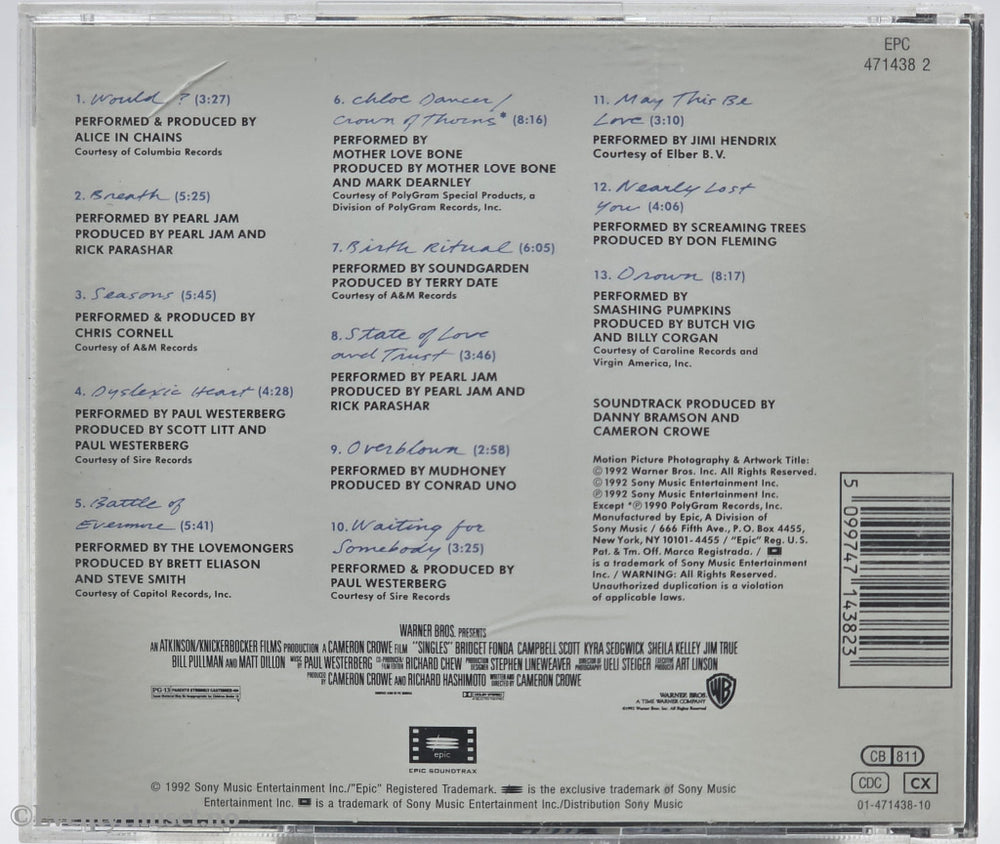 EPC
471438 2
1. Would? (3:27)
PERFORMED & PRODUCED BY
ALICE IN CHAINS
Courtesy of Columbia Records
2. Breath (5:25)
PERFORMED BY PEARL JAM
PRODUCED BY PEARL JAM AND
RICK PARASHAR
3. Seasons (5:45)
PERFORMED & PRODUCED BY
CHRIS CORNELL
Courtesy of A&M Records
4. Dyslexic Heart (4:28)
PERFORMED BY PAUL WESTERBERG
PRODUCED BY SCOTT LITT AND
PAUL WESTERBERG
Courtesy of Sire Records
5. Battle of
Evermore (5:41)
PERFORMED BY THE LOVEMONGERS
PRODUCED BY BRETT ELIASON
AND STEVE SMITH
Courtesy of Capitol Records, Inc.
6. Chloe Dancer/
Crown of Thorns* (8:16)
PERFORMED BY
MOTHER LOVE BONE
PRODUCED BY MOTHER LOVE BONE
AND MARK DEARNLEY
Courtesy of PolyGram Special Products, a
Division of PolyGram Records, Inc.
7. Birth Ritual (6:05)
PERFORMED BY SOUNDGARDEN
PRODUCED BY TERRY DATE
Courtesy of A&M Records
8. State of Love
and Trust (3:46)
PERFORMED BY PEARL JAM
PRODUCED BY PEARL JAM AND
RICK PARASHAR
9. Overblown (2:58)
PERFORMED BY MUDHONEY
PRODUCED BY CONRAD UNO
10. Waiting for
Somebody (3:25)
PERFORMED & PRODUCED BY
PAUL WESTERBERG
Courtesy of Sire Records
11. May This Be
Love (3:10)
PERFORMED BY JIMI HENDRIX
Courtesy of Elber B.V.
12. Nearly Lost
You (4:06)
PERFORMED BY SCREAMING TREES
PRODUCED BY DON FLEMING
13. Drown (8:17)
PERFORMED BY
SMASHING PUMPKINS
PRODUCED BY BUTCH VIG
AND BILLY CORGAN
Courtesy of Caroline Records and
Virgin America, Inc.
SOUNDTRACK PRODUCED BY
DANNY BRAMSON AND
CAMERON CROWE
Motion Picture Photography & Artwork Title:
©1992 Warner Bros. Inc. All Rights Reserved.
©1992 Sony Music Entertainment Inc.
℗1992 Sony Music Entertainment Inc.
Except *℗1990 PolyGram Records, Inc.
Manufactured by Epic, A Division of
Sony Music / 666 Fifth Ave., P.O. Box 4455,
New York, NY 10101-4455 / "Epic" Reg. U.S.
Pat. & Tm. Off. Marca Registrada. /
is a trademark of Sony Music Entertainment
Inc. / WARNING: All Rights Reserved.
Unauthorized duplication is a violation
of applicable laws.
5 099747 143823
WARNER BROS. PRESENTS
AN ATKINSON/KNICKERBOCKER FILMS PRODUCTION A CAMERON CROWE FILM "SINGLES" BRIDGET FONDA CAMPBELL SCOTT KYRA SEDGWICK SHEILA KELLEY JIM TRUE
BILL PULLMAN AND MATT DILLON MUSIC BY PAUL WESTERBERG CO-PRODUCER/FILM EDITOR RICHARD CHEW PRODUCTION DESIGNER STEPHEN LINEWEAVER DIRECTOR OF PHOTOGRAPHY UELI STEIGER EXECUTIVE PRODUCER ART LINSON
PRODUCED BY CAMERON CROWE AND RICHARD HASHIMOTO WRITTEN AND DIRECTED BY CAMERON CROWE
PG-13 PARENTS STRONGLY CAUTIONED
WARNER BROS.
A TIME WARNER COMPANY
©1992 Warner Bros. Inc. All Rights Reserved
WB
epic
EPIC SOUNDTRAX
© 1992 Sony Music Entertainment Inc./"Epic" Registered Trademark. is the exclusive trademark of Sony Music
Entertainment Inc. is a trademark of Sony Music Entertainment Inc./Distribution Sony Music
CB 811
CDC CX
01-471438-10